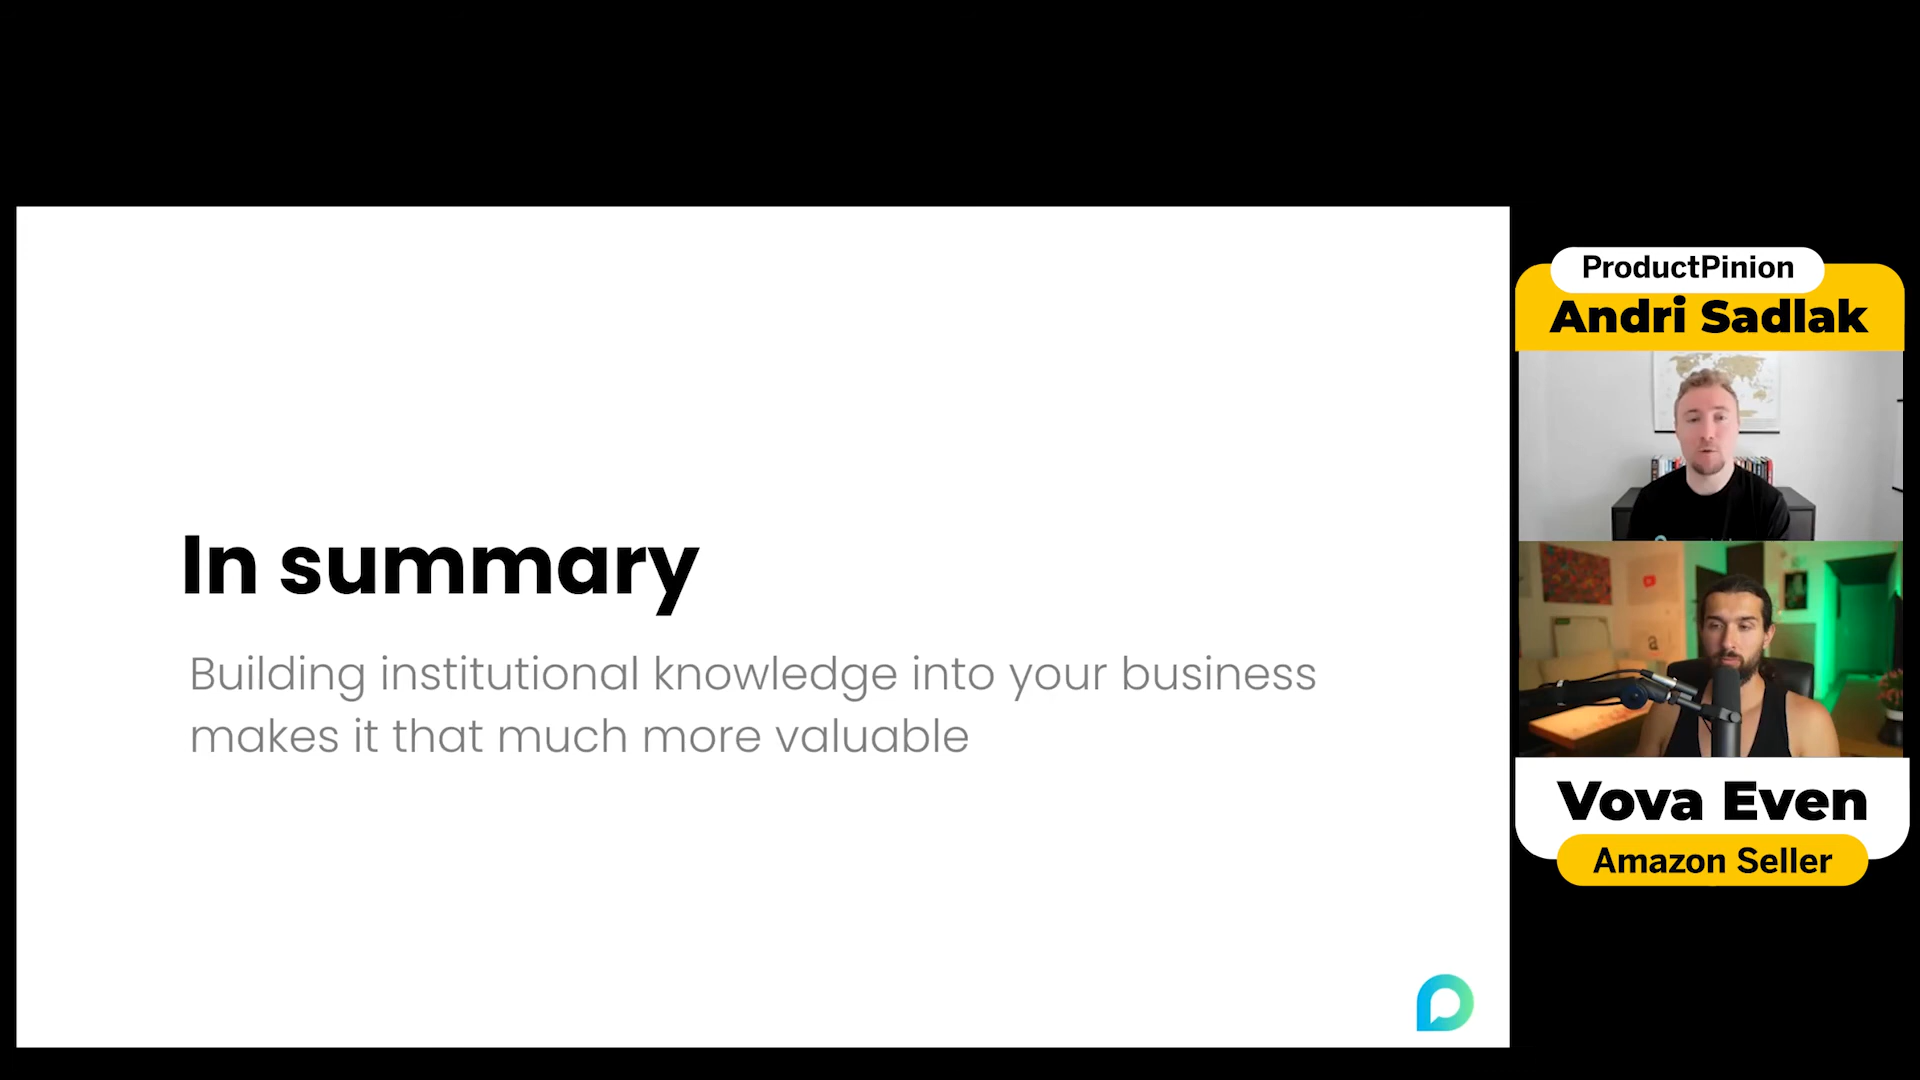 In summary
Building institutional knowledge into your business
makes it that much more valuable
ProductPinion
Andri Sadlak
Vova Even
Amazon Seller